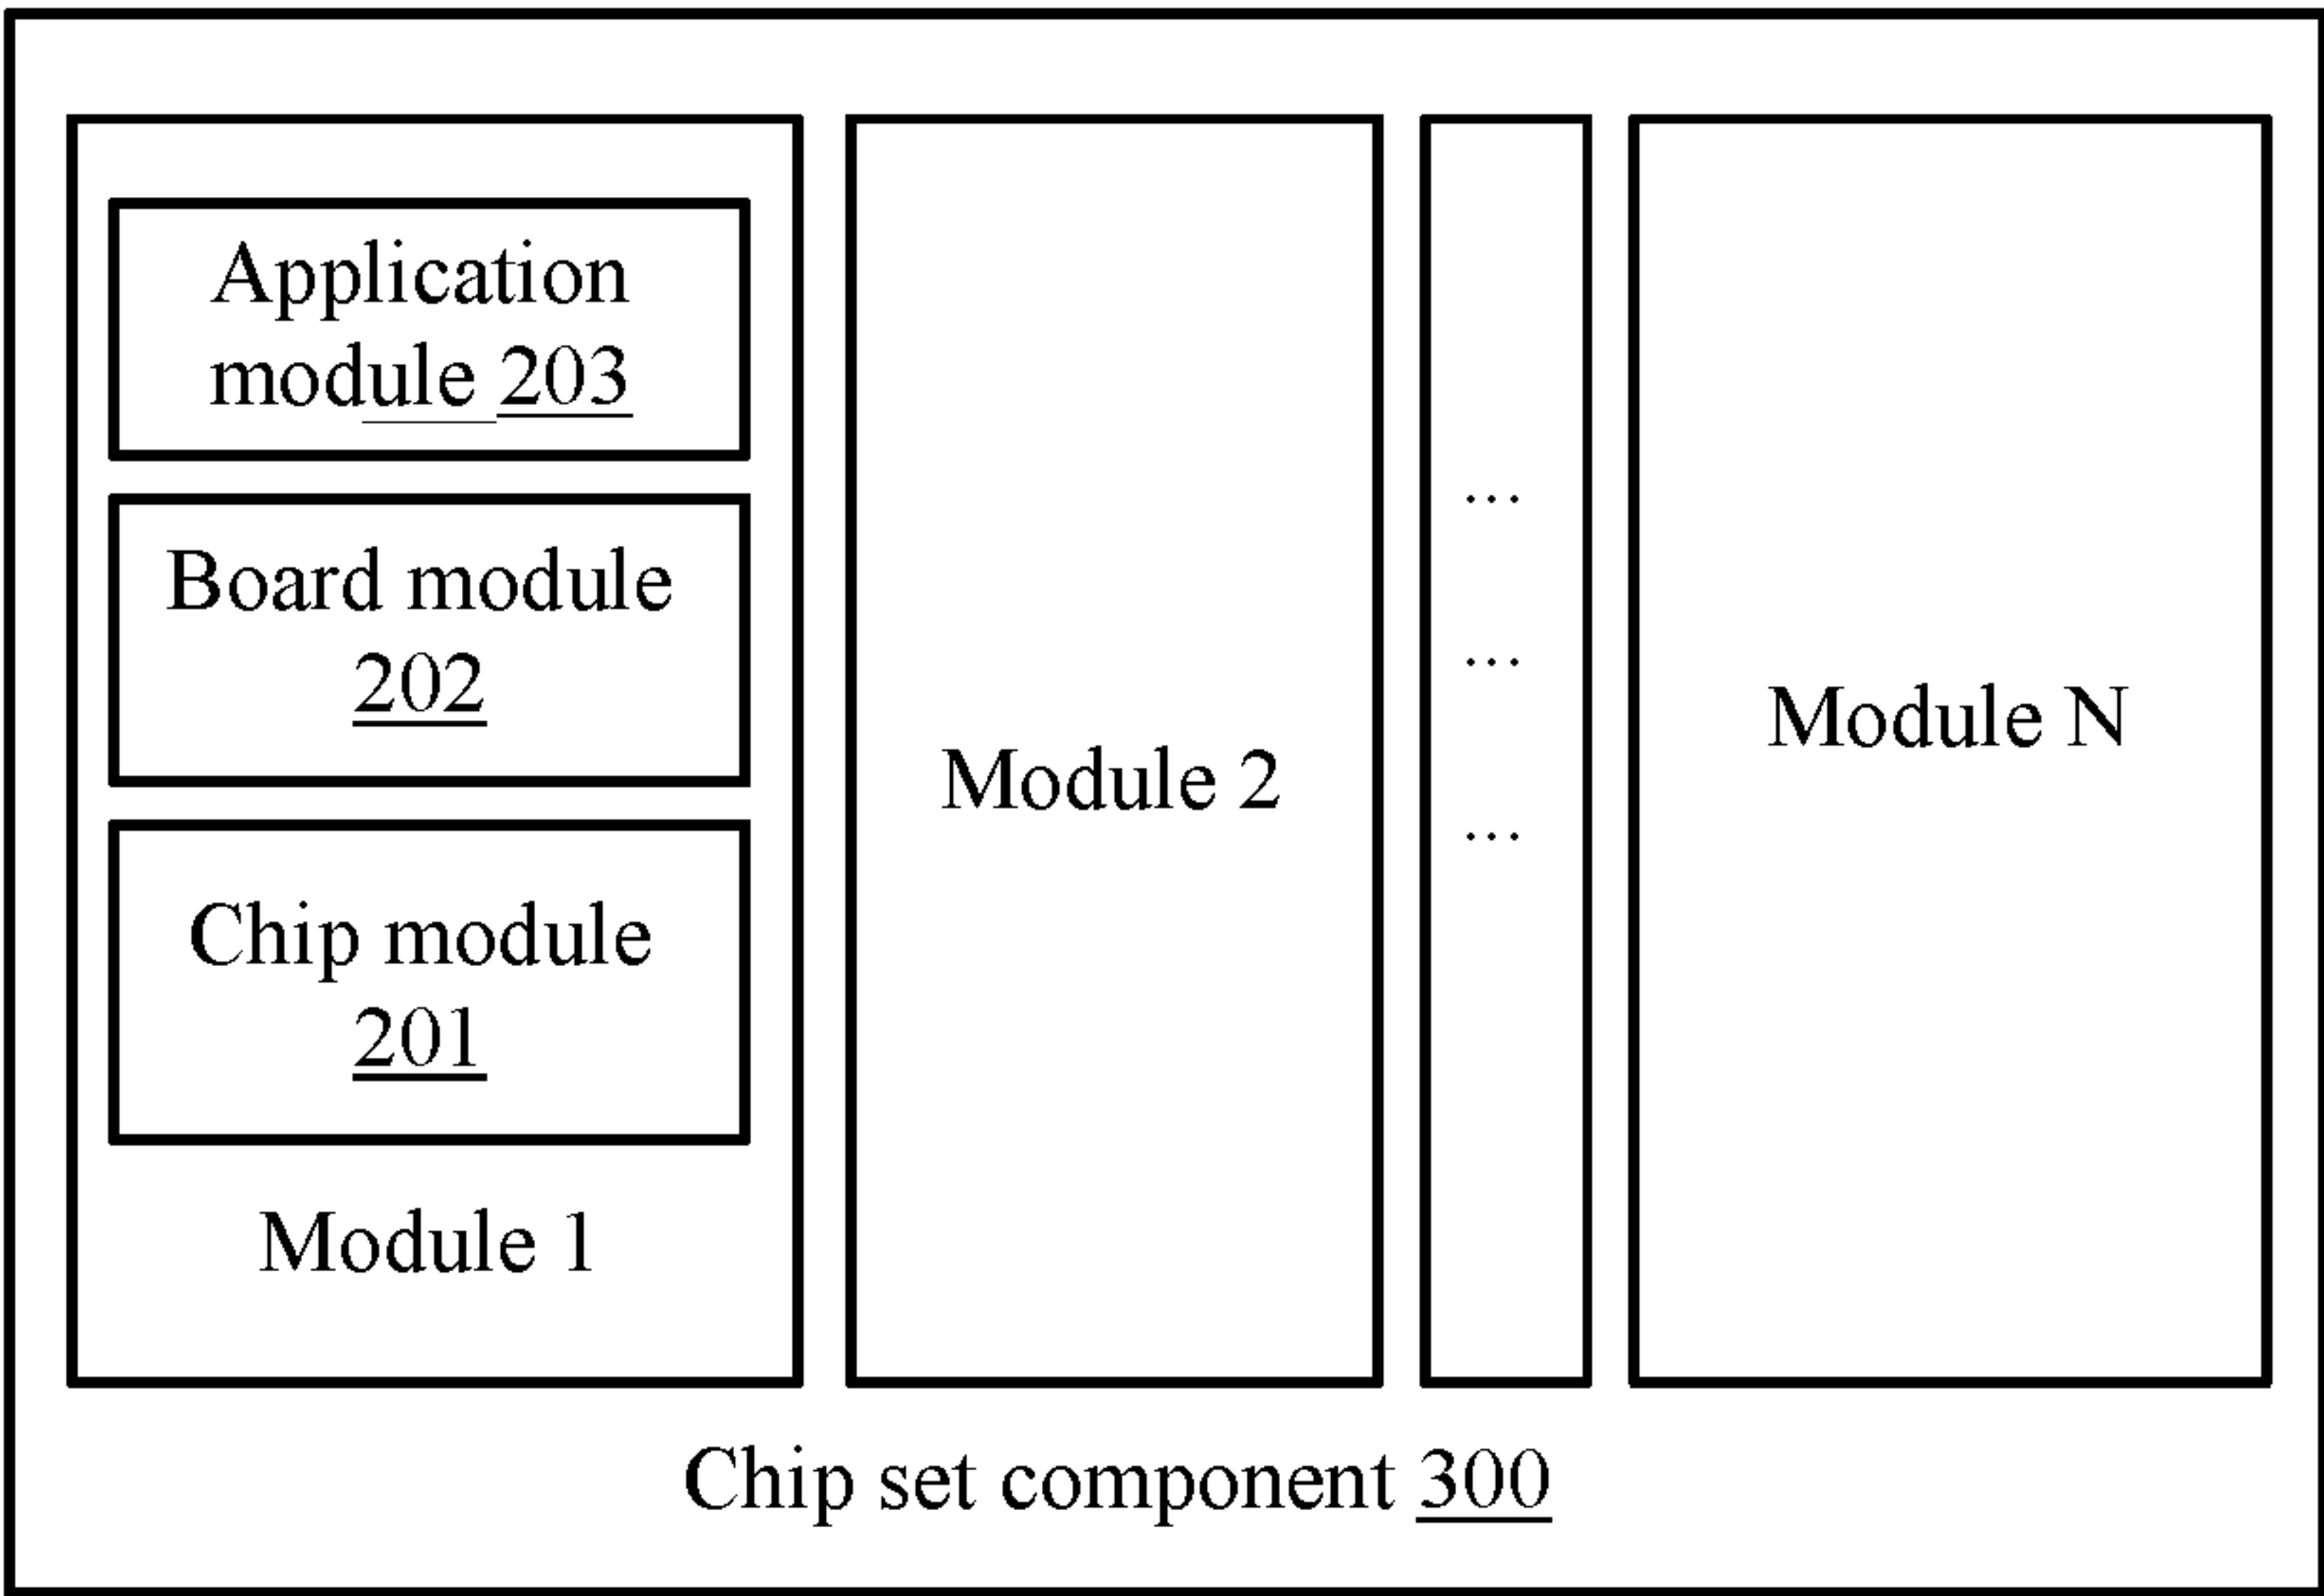 Application
module 203
Board module
202
Chip module
201
Module 1
Module 2
...
...
...
Module N
Chip set component 300